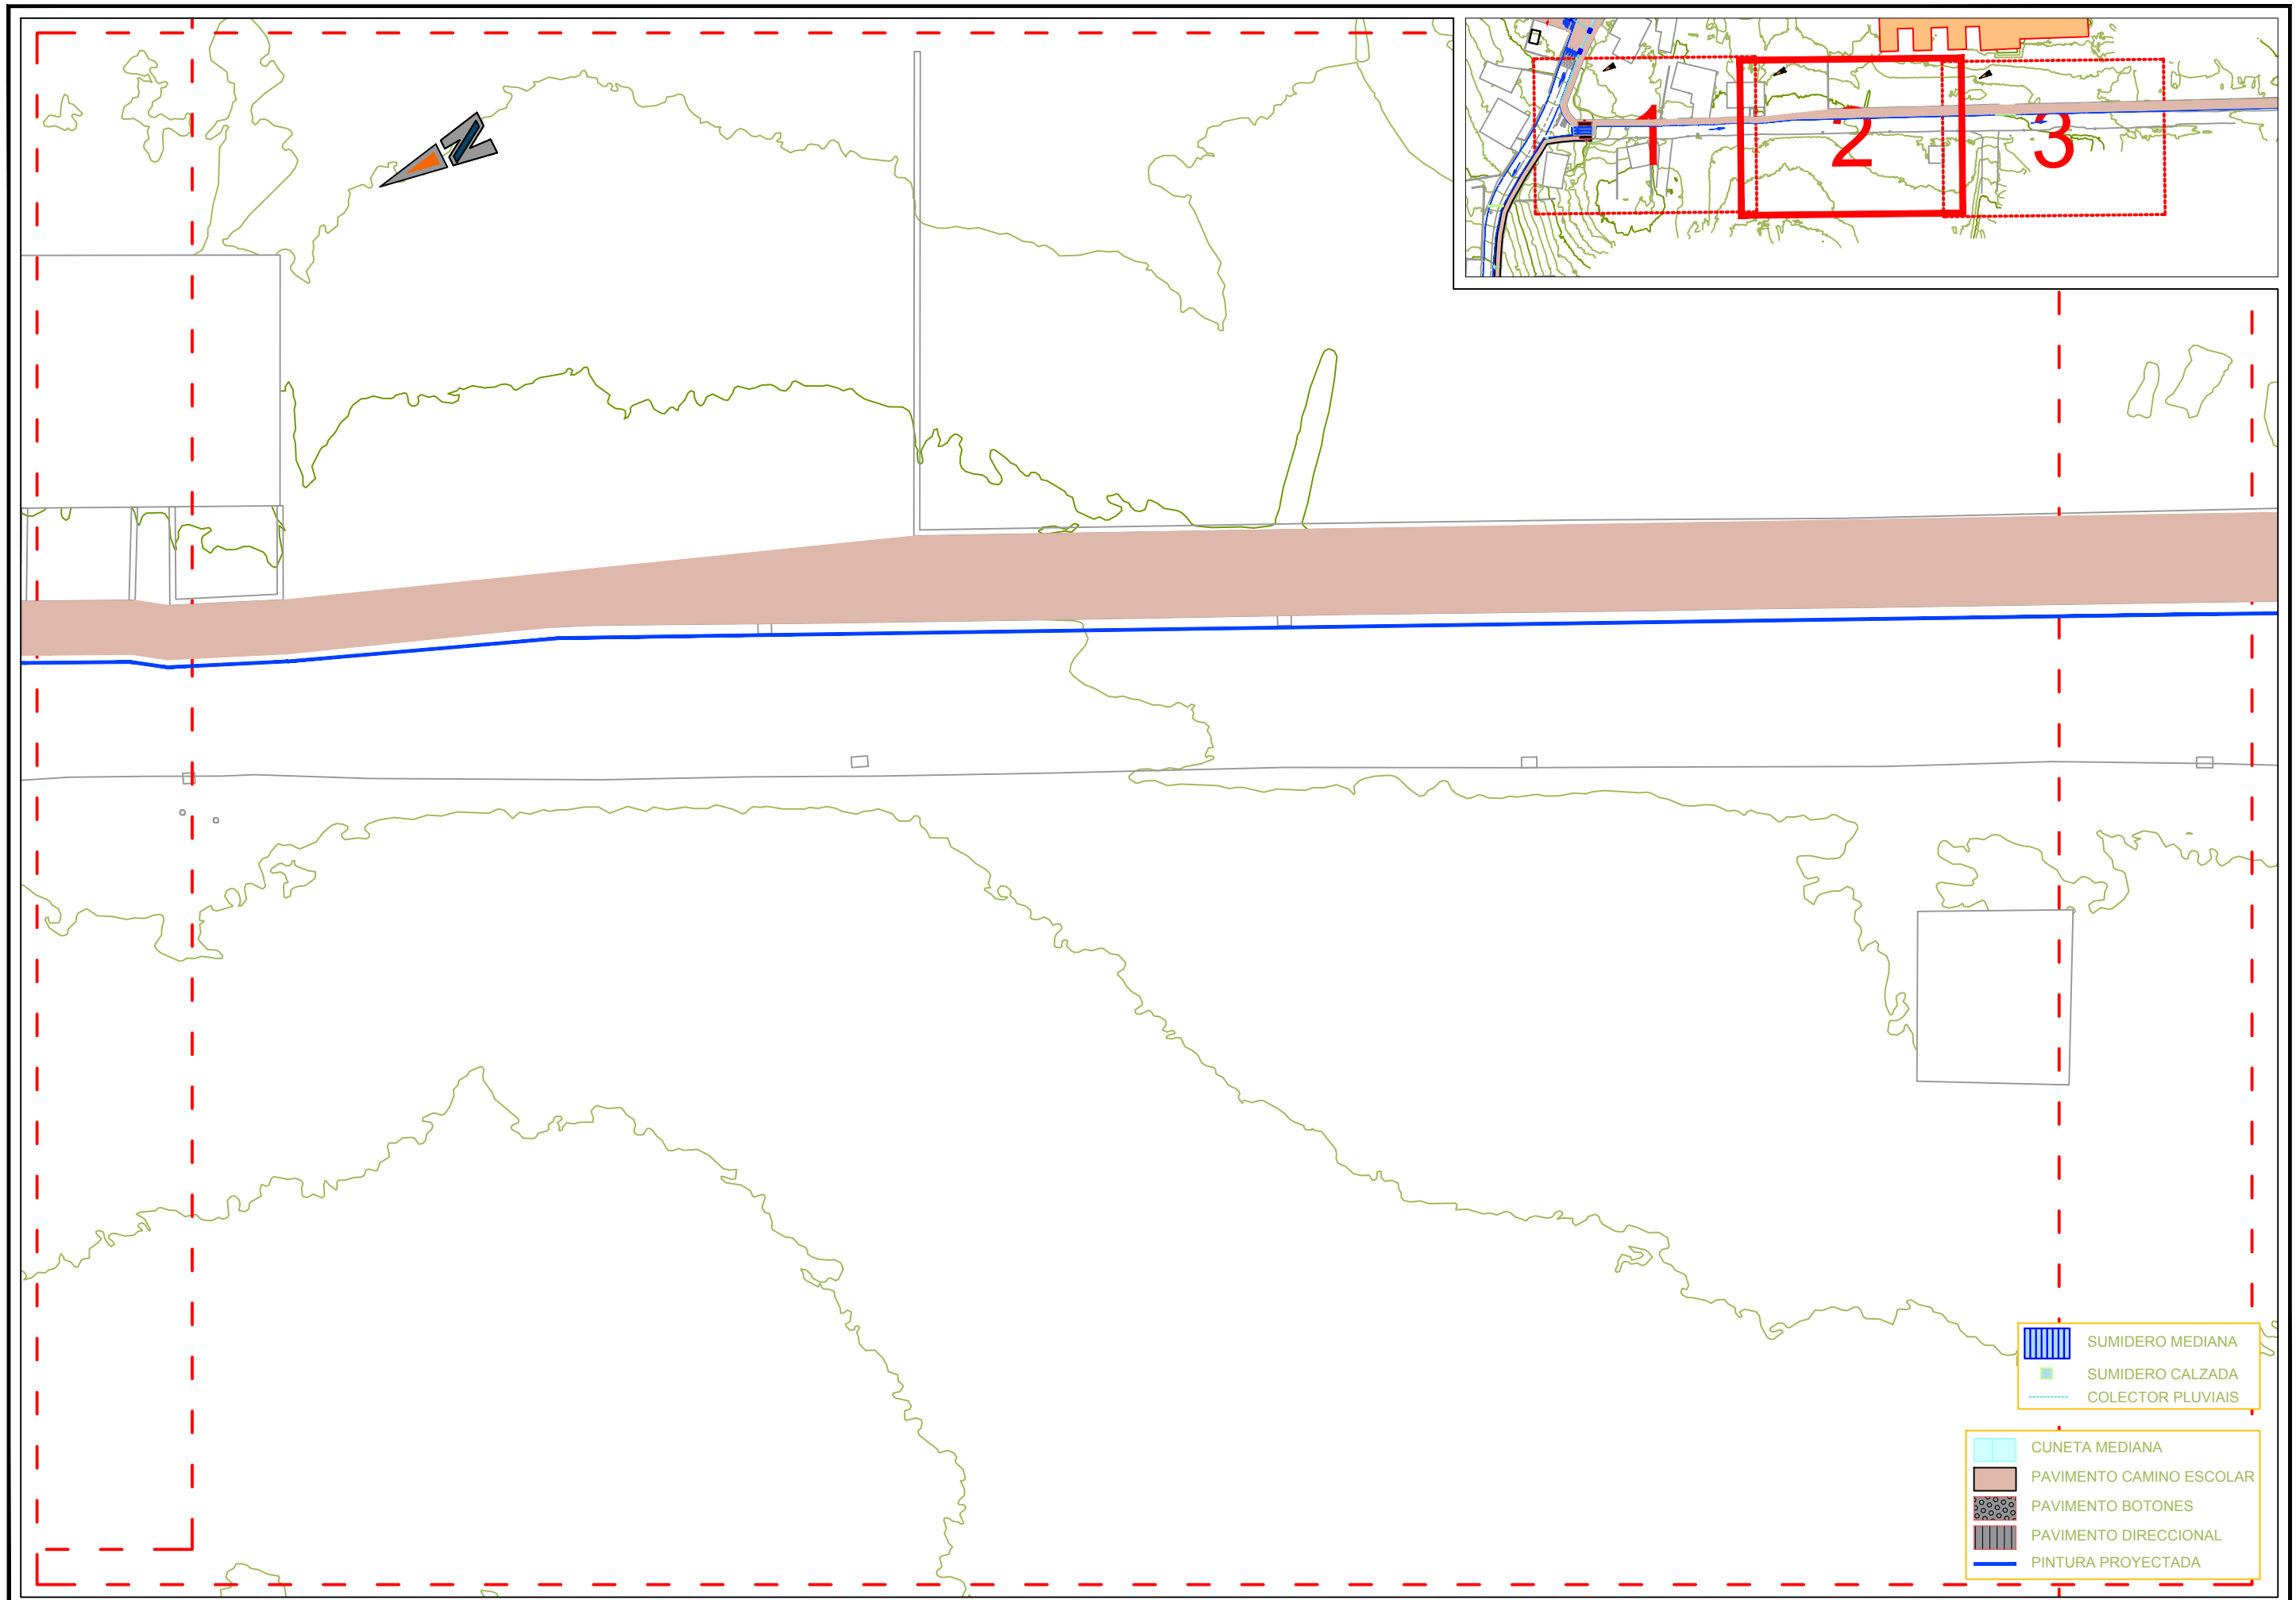 1
2
3
SUMIDERO MEDIANA
SUMIDERO CALZADA
COLECTOR PLUVIAIS
CUNETA MEDIANA
PAVIMENTO CAMINO ESCOLAR
PAVIMENTO BOTONES
PAVIMENTO DIRECCIONAL
PINTURA PROYECTADA